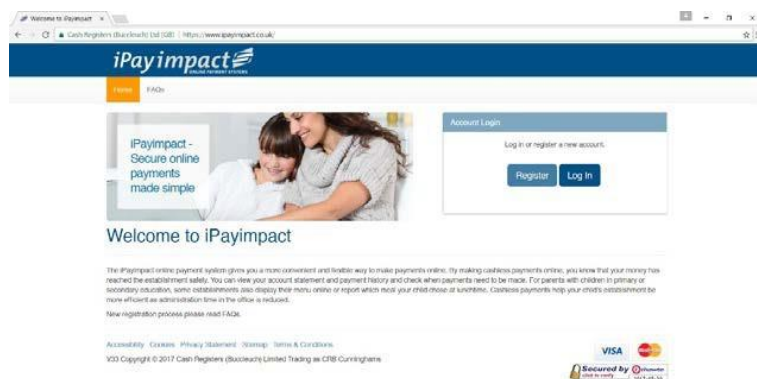 Welcome to iPayimpact
Cash Registers (Buccleuch) Ltd [GB] https://www.ipayimpact.co.uk/
iPayimpact
ONLINE PAYMENT SYSTEMS
Home FAQs
iPayimpact -
Secure online
payments
made simple
Account Login
Log in or register a new account.
Register Log In
Welcome to iPayimpact
The iPayimpact online payment system gives you a more convenient and flexible way to make payments online. By making cashless payments online, you know that your money has
reached the establishment safely. You can view your account statement and payment history and check when payments need to be made. For parents with children in primary or
secondary education, some establishments also display their menu online or report which meal your child chose at lunchtime. Cashless payments help your child's establishment be
more efficient as administration time in the office is reduced.
New registration process please read FAQs.
Accessibility Cookies Privacy Statement Sitemap Terms & Conditions
V33 Copyright © 2017 Cash Registers (Buccleuch) Limited Trading as CRB Cunninghams
VISA
Secured by
click to verify